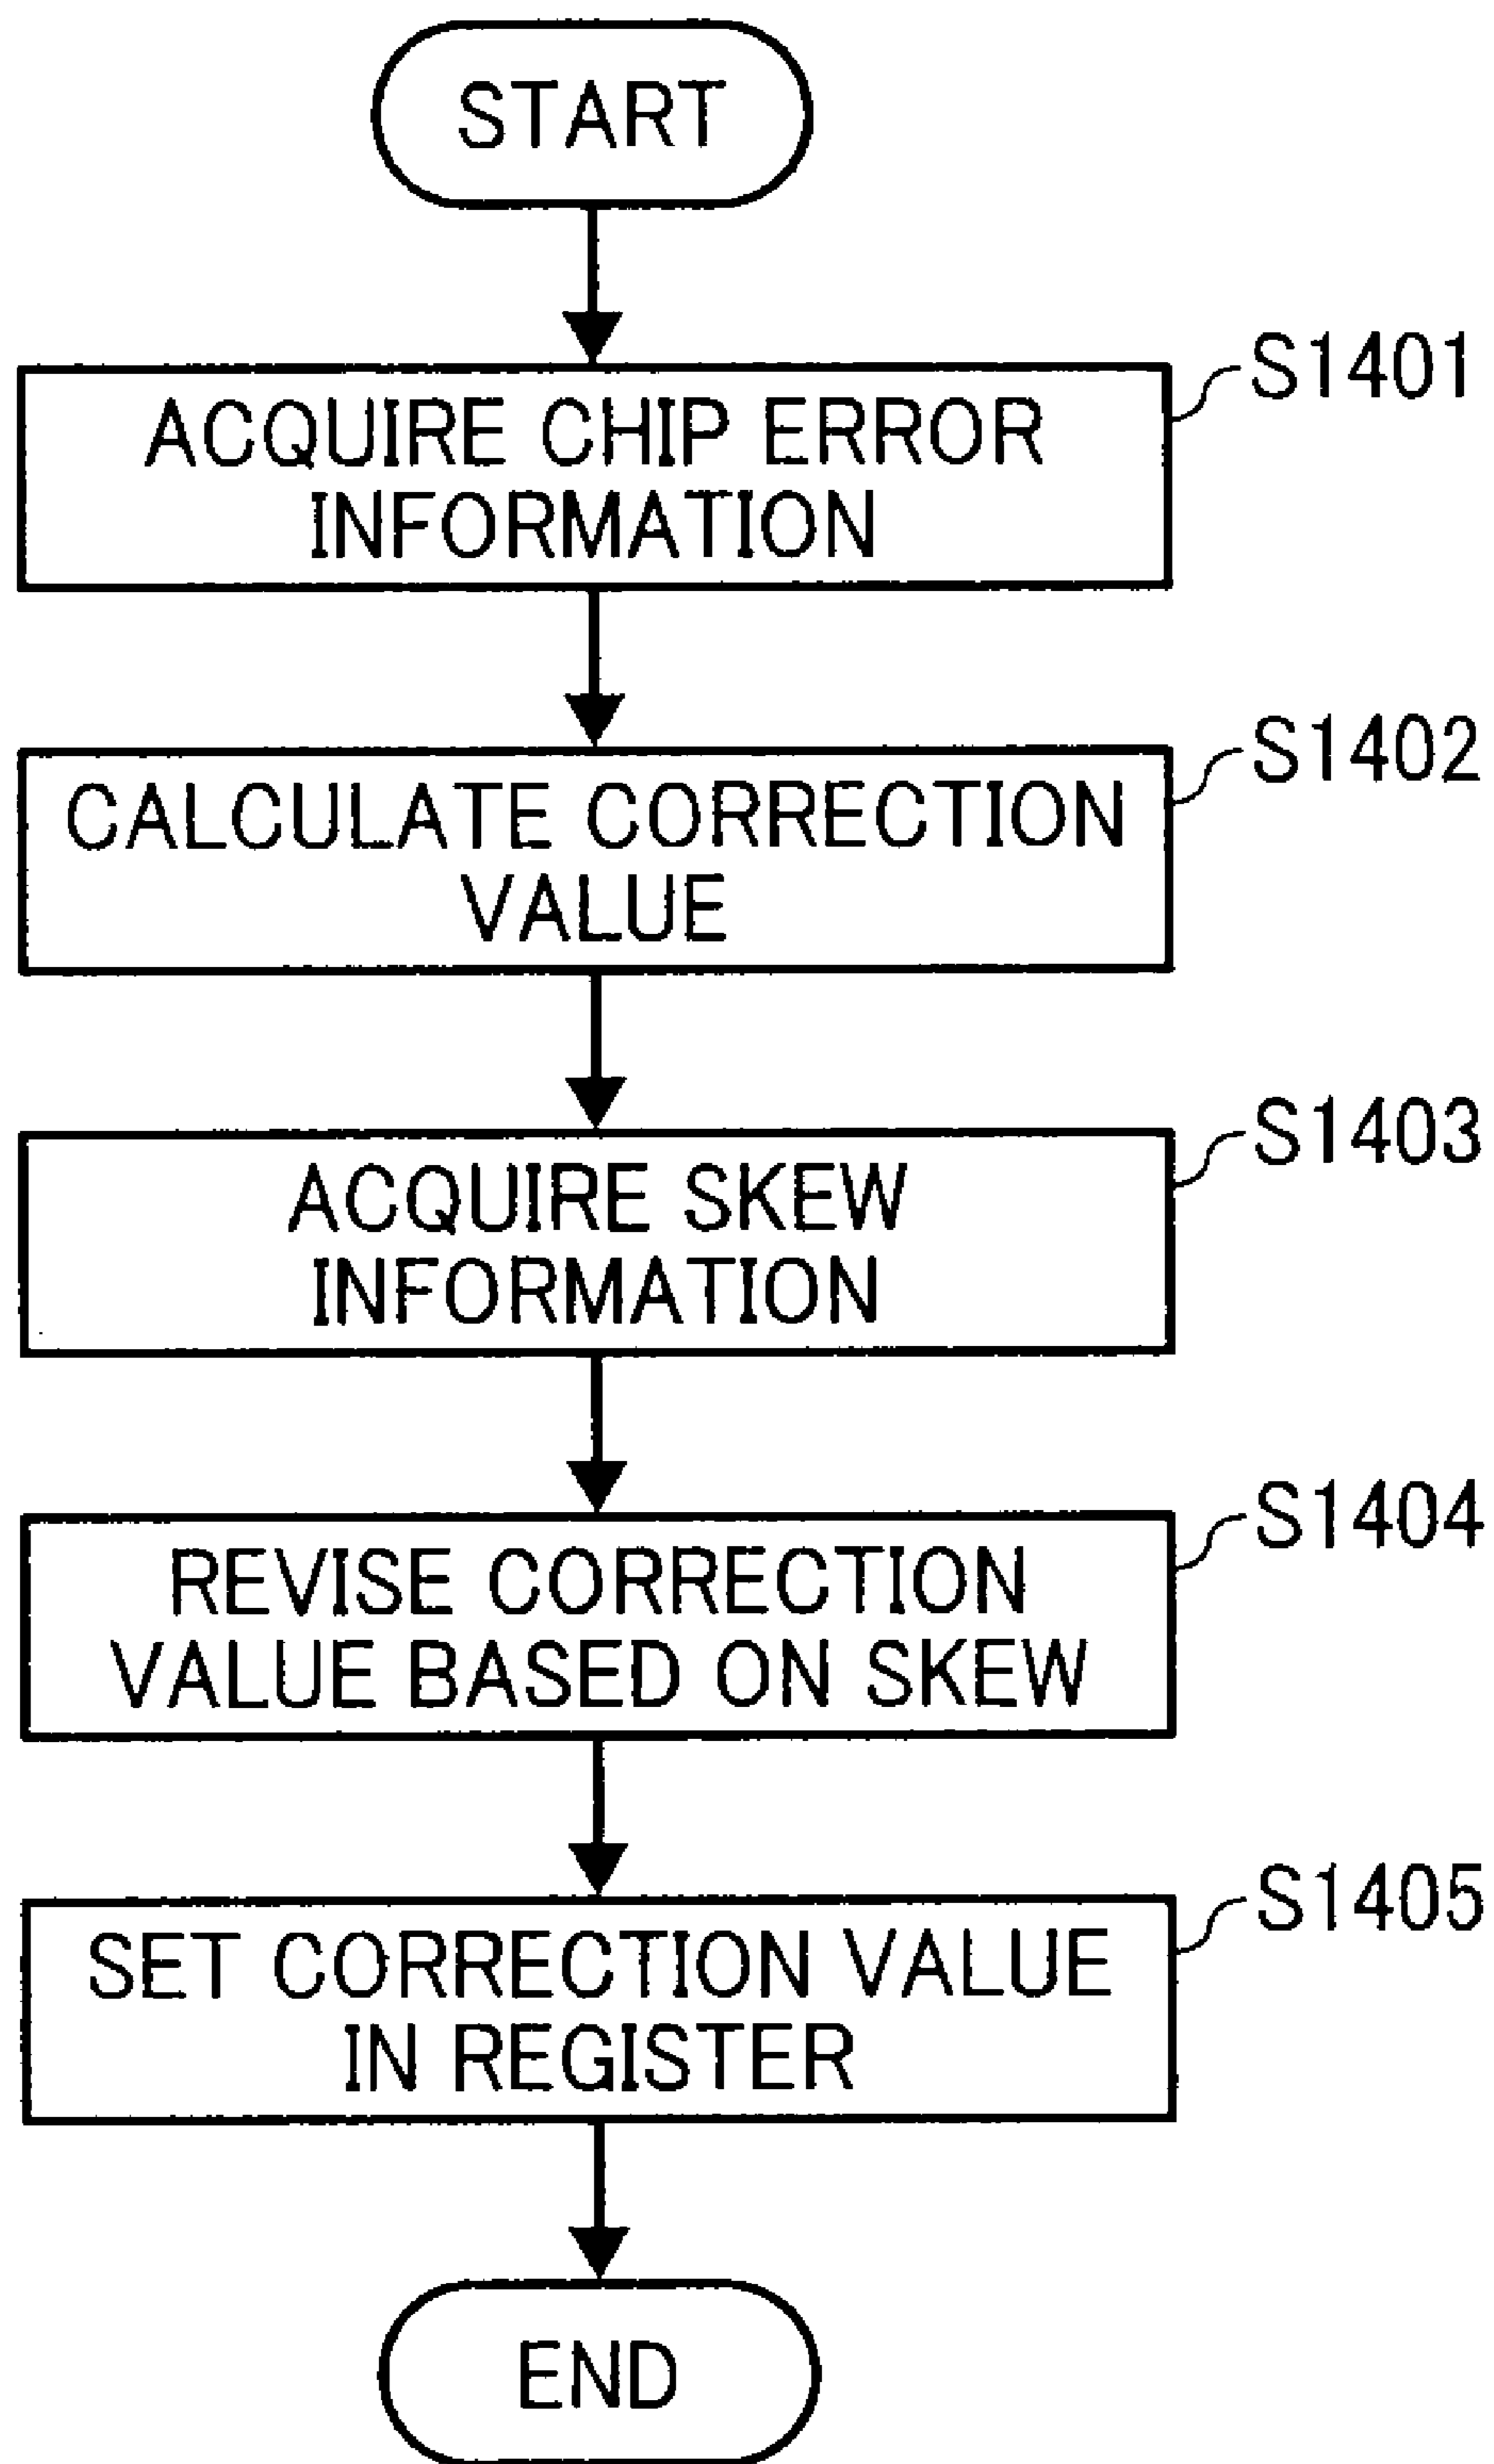 START
S1401
ACQUIRE CHIP ERROR
INFORMATION
S1402
CALCULATE CORRECTION
VALUE
S1403
ACQUIRE SKEW
INFORMATION
S1404
REVISE CORRECTION
VALUE BASED ON SKEW
S1405
SET CORRECTION VALUE
IN REGISTER
END